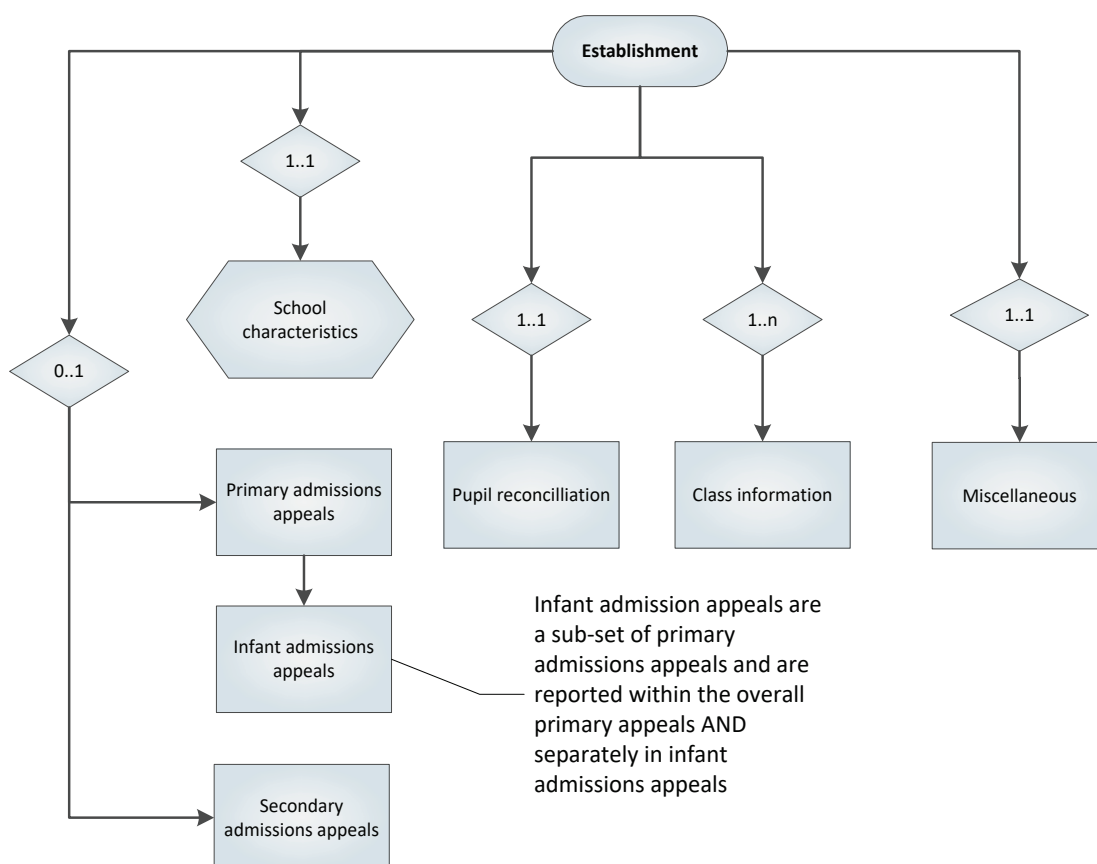 Establishment
1..1
School
characteristics
1..1
1..n
1..1
0..1
Primary admissions
appeals
Pupil reconcilliation
Class information
Miscellaneous
Infant admissions
appeals
Infant admission appeals are
a sub-set of primary
admissions appeals and are
reported within the overall
primary appeals AND
separately in infant
admissions appeals
Secondary
admissions appeals